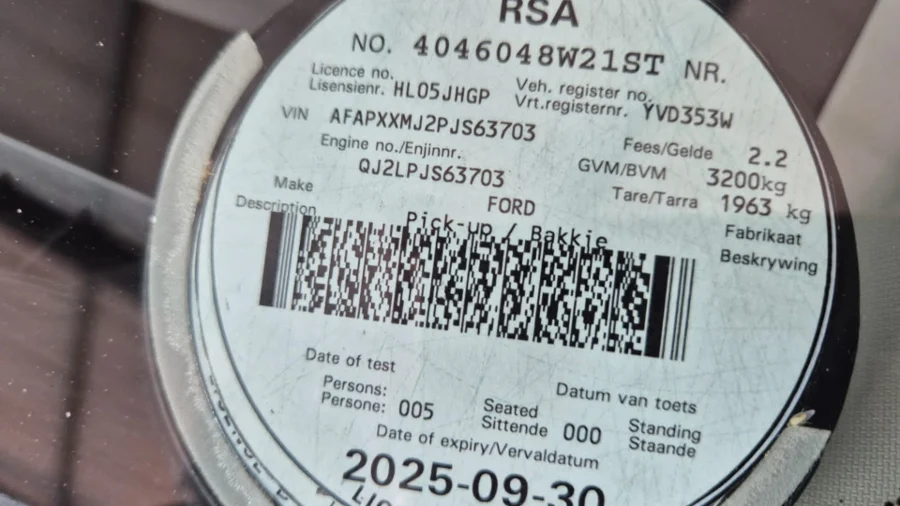 RSA
NO. 4046048W21ST NR.
Licence no. Veh. register no.
Lisensienr. HL05JHGP Vrt.registernr. YVD353W
VIN AFAPXXMJ2PJS63703 Fees/Gelde 2.2
Engine no./Enjinnr. GVM/BVM 3200kg
QJ2LPJS63703 Tare/Tarra 1963 kg
Make FORD Fabrikaat
Description Pick-up / Bakkie Beskrywing
Date of test Datum van toets
Persons: Seated Standing
Persone: 005 Sittende 000 Staande
Date of expiry/Vervaldatum
2025-09-30